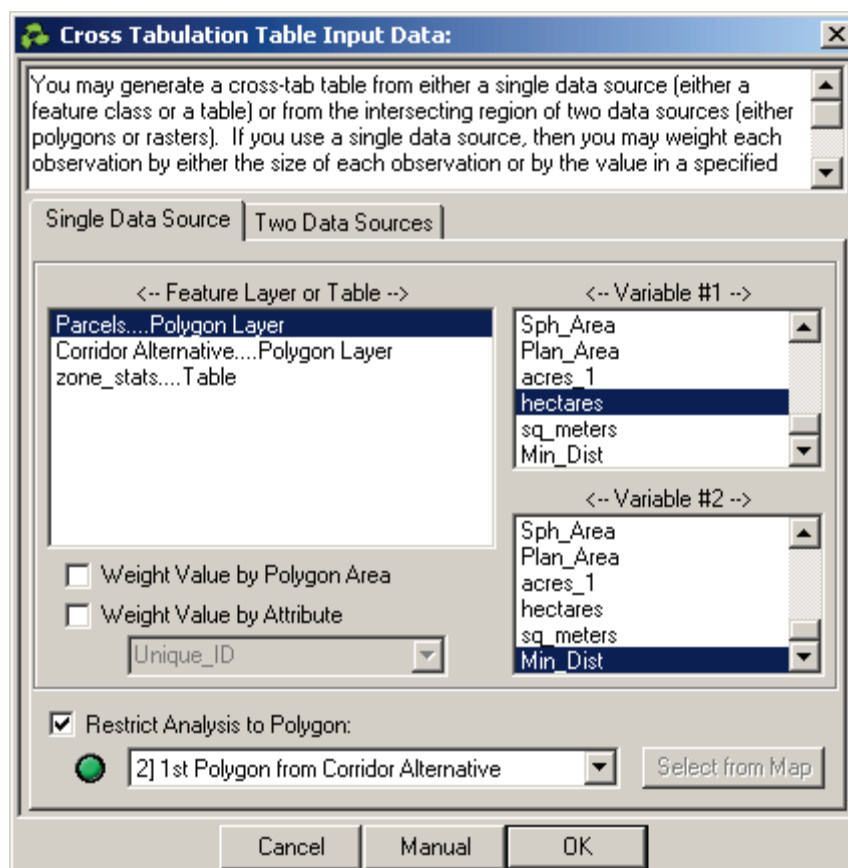 Cross Tabulation Table Input Data:
You may generate a cross-tab table from either a single data source (either a
feature class or a table) or from the intersecting region of two data sources (either
polygons or rasters). If you use a single data source, then you may weight each
observation by either the size of each observation or by the value in a specified
Single Data Source
Two Data Sources
<-- Feature Layer or Table -->
Parcels....Polygon Layer
Corridor Alternative....Polygon Layer
zone_stats....Table
<-- Variable #1 -->
Sph_Area
Plan_Area
acres_1
hectares
sq_meters
Min_Dist
<-- Variable #2 -->
Sph_Area
Plan_Area
acres_1
hectares
sq_meters
Min_Dist
Weight Value by Polygon Area
Weight Value by Attribute
Unique_ID
Restrict Analysis to Polygon:
2] 1st Polygon from Corridor Alternative
Select from Map
Cancel
Manual
OK